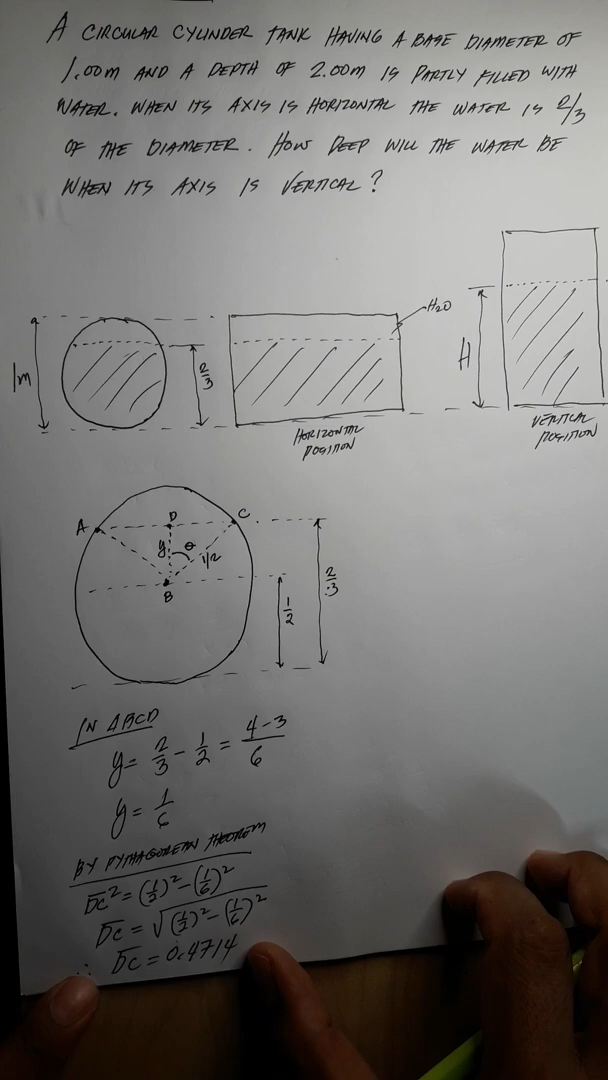 A CIRCULAR CYLINDER TANK HAVING A BASE DIAMETER OF
1.00m AND A DEPTH OF 2.00m IS PARTLY FILLED WITH
WATER. WHEN ITS AXIS IS HORIZONTAL THE WATER IS 2/3
OF THE DIAMETER. HOW DEEP WILL THE WATER BE
WHEN ITS AXIS IS VERTICAL?
H2O
1m
2/3
H
HORIZONTAL
POSITION
VERTICAL
POSITION
A
D
C
y
θ
1/2
B
1/2
2/3
IN ΔBCD
y = 2/3 - 1/2 = 4-3/6
y = 1/6
BY PYTHAGOREAN THEOREM
DC² = (1/2)² - (1/6)²
DC = √(1/2)² - (1/6)²
∴ DC = 0.4714